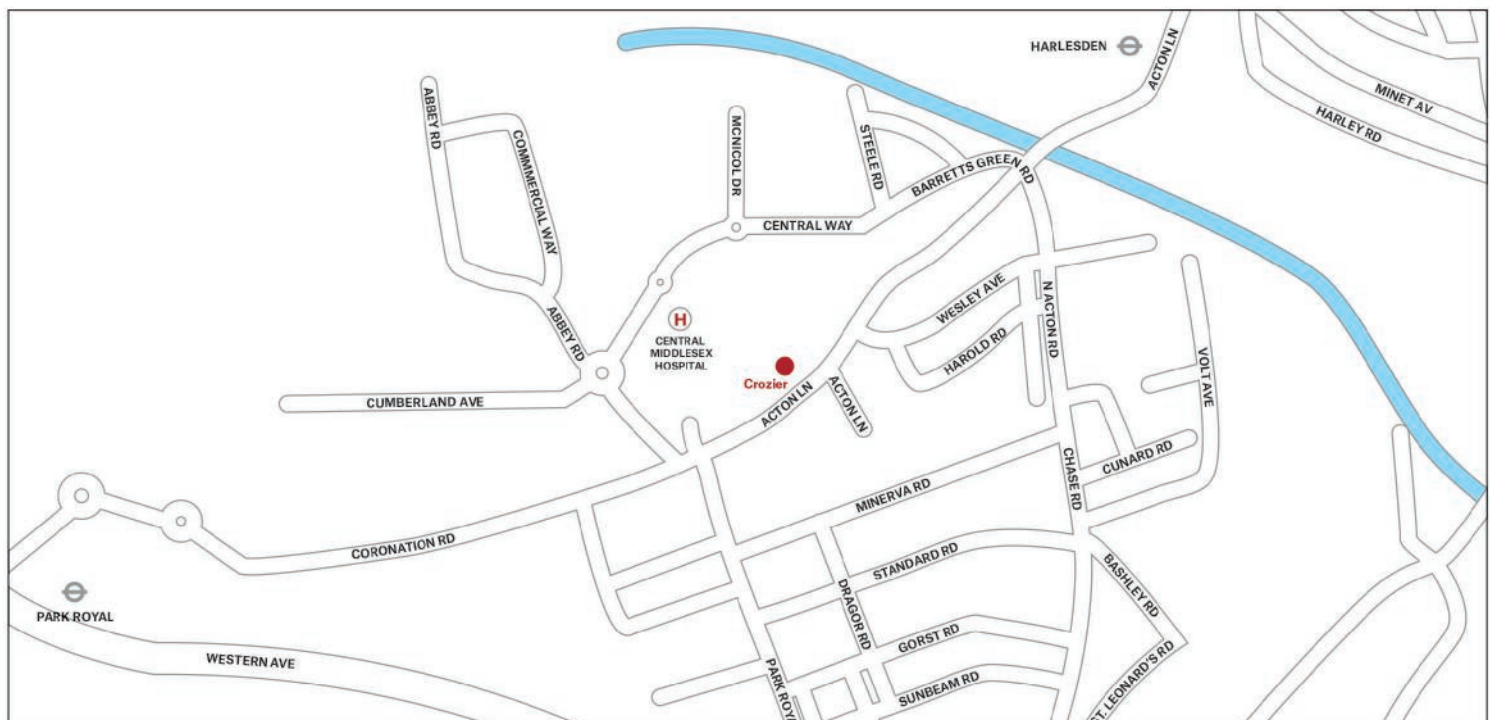 HARLESDEN
ACTON LN
MINET AV
HARLEY RD
ABBEY RD
COMMMERCIAL WAY
MCNICOL DR
STEELE RD
BARRETTS GREEN RD
CENTRAL WAY
WESLEY AVE
N ACTON RD
HAROLD RD
VOLT AVE
ABBEY RD
H
CENTRAL
MIDDLESEX
HOSPITAL
Crozier
ACTON LN
ACTON LN
CUMBERLAND AVE
CUNARD RD
CHASE RD
MINERVA RD
CORONATION RD
STANDARD RD
BASHLEY RD
DRAGOR RD
PARK ROYAL
GORST RD
WESTERN AVE
PARK ROYA
SUNBEAM RD
ST. LEONARD'S RD